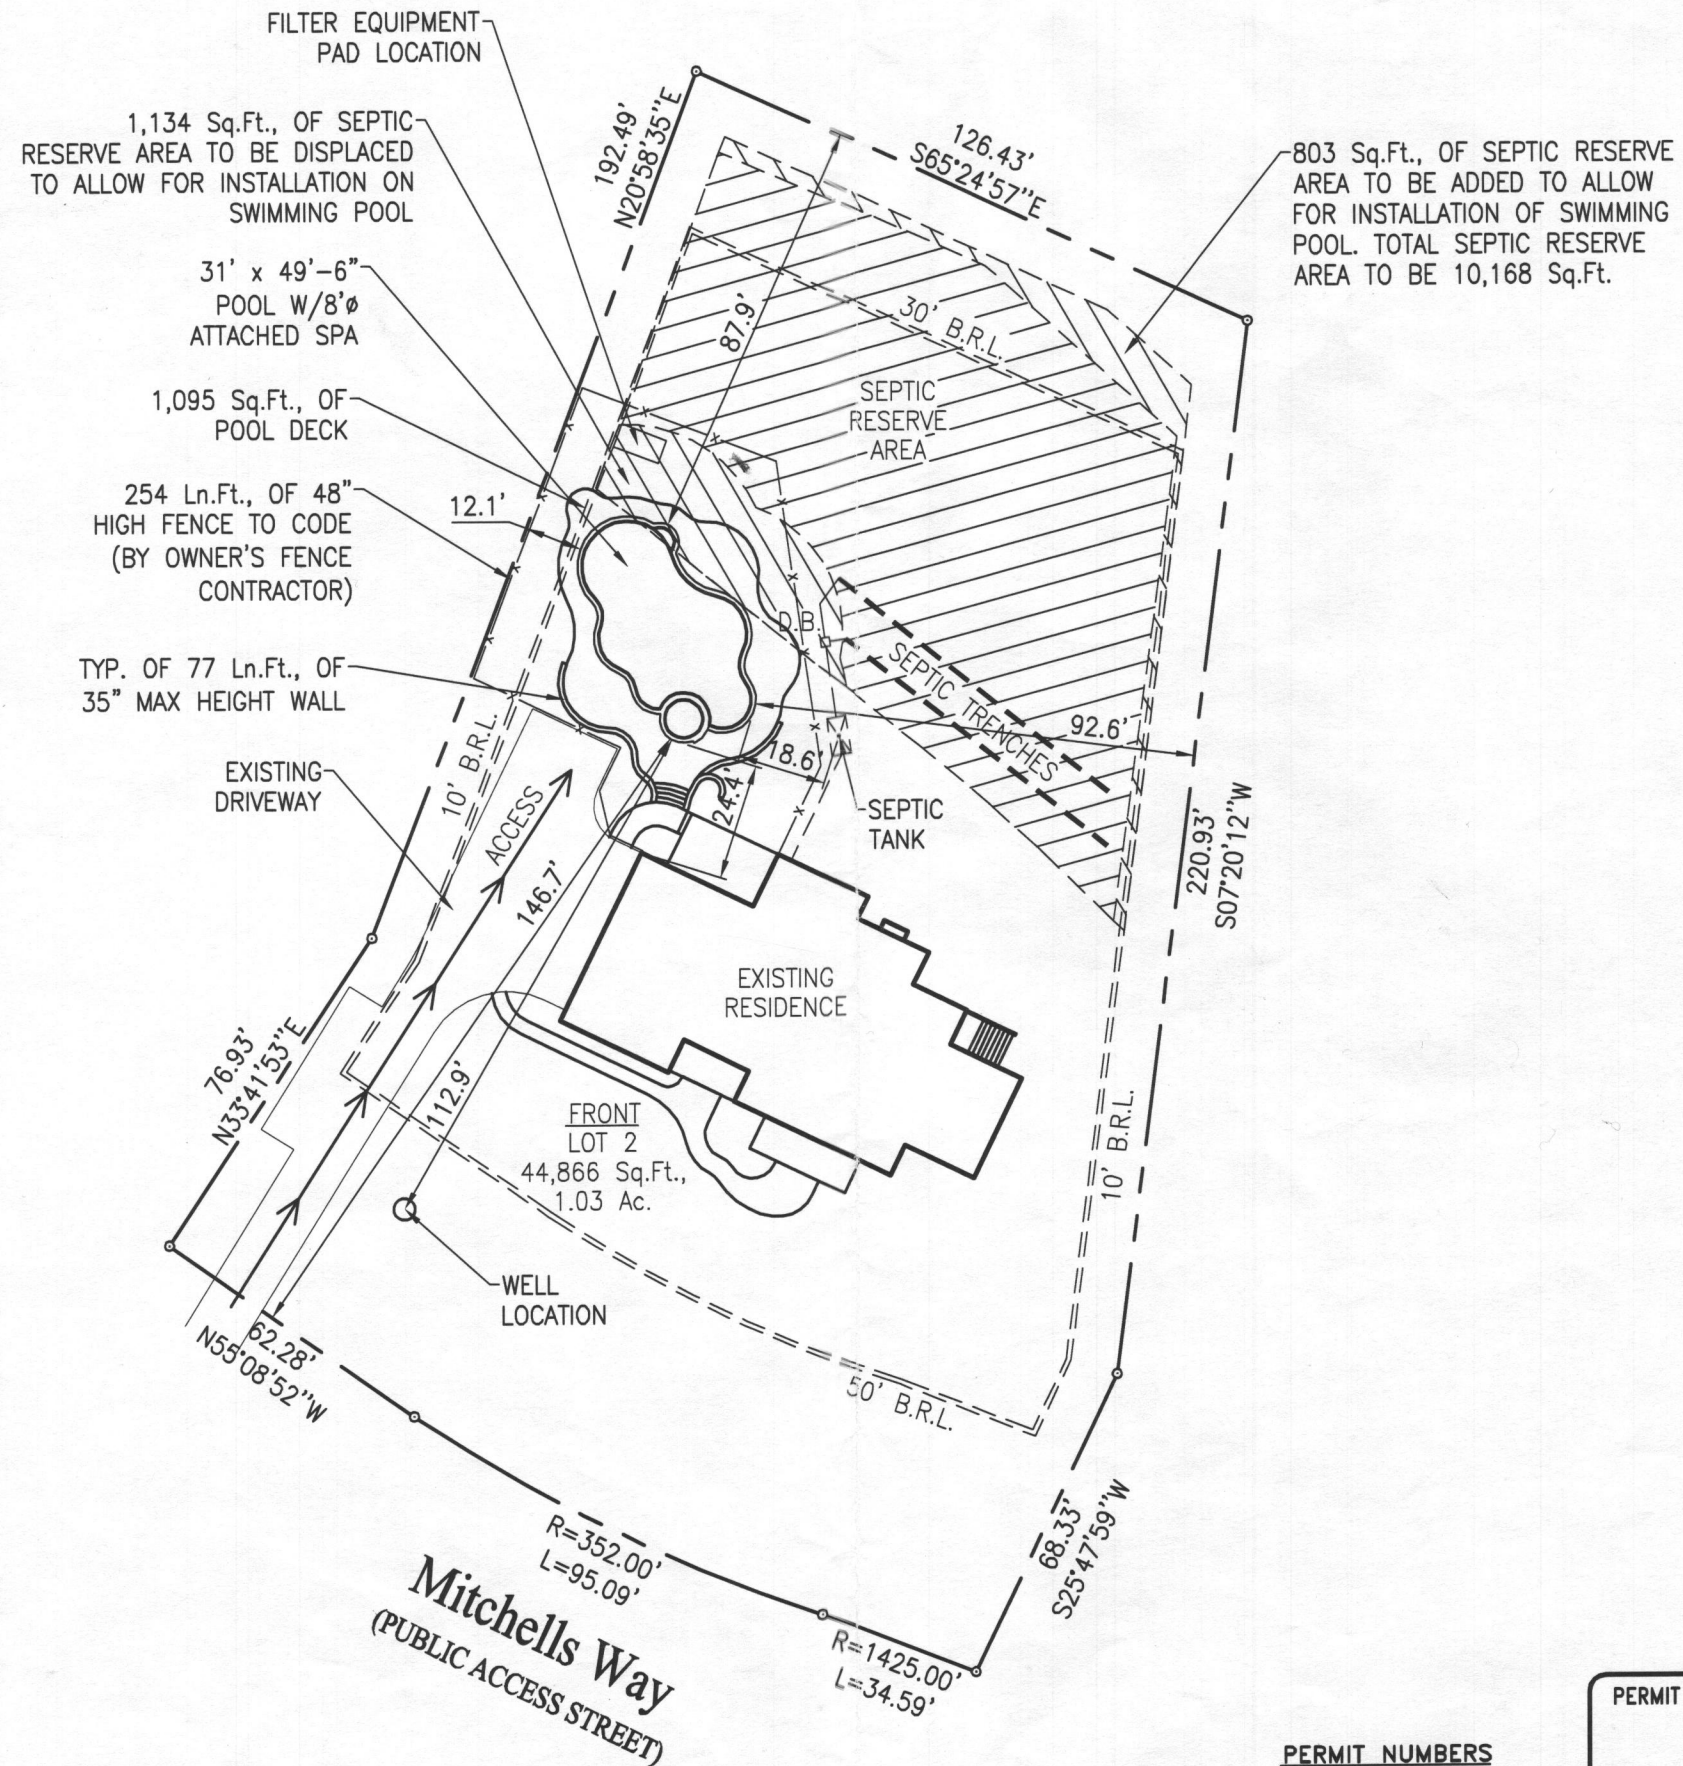 FILTER EQUIPMENT
PAD LOCATION
1,134 Sq.Ft., OF SEPTIC
RESERVE AREA TO BE DISPLACED
TO ALLOW FOR INSTALLATION ON
SWIMMING POOL
31' x 49'-6"
POOL W/8'ø
ATTACHED SPA
1,095 Sq.Ft., OF
POOL DECK
254 Ln.Ft., OF 48"
HIGH FENCE TO CODE
(BY OWNER'S FENCE
CONTRACTOR)
TYP. OF 77 Ln.Ft., OF
35" MAX HEIGHT WALL
EXISTING
DRIVEWAY
192.49'
N20°58'35"E
126.43'
S65°24'57"E
803 Sq.Ft., OF SEPTIC RESERVE
AREA TO BE ADDED TO ALLOW
FOR INSTALLATION OF SWIMMING
POOL. TOTAL SEPTIC RESERVE
AREA TO BE 10,168 Sq.Ft.
87.9'
30' B.R.L.
SEPTIC
RESERVE
AREA
12.1'
D.B.
SEPTIC TRENCHES
92.6'
18.6'
24.4'
10' B.R.L.
ACCESS
146.7'
SEPTIC
TANK
220.93'
S07°20'12"W
EXISTING
RESIDENCE
76.93'
N33°41'53"E
112.9'
FRONT
LOT 2
44,866 Sq.Ft.,
1.03 Ac.
10' B.R.L.
WELL
LOCATION
62.28'
N55°08'52"W
50' B.R.L.
68.33'
S25°47'59"W
R=352.00'
L=95.09'
R=1425.00'
L=34.59'
Mitchells Way
(PUBLIC ACCESS STREET)
PERMIT
PERMIT NUMBERS